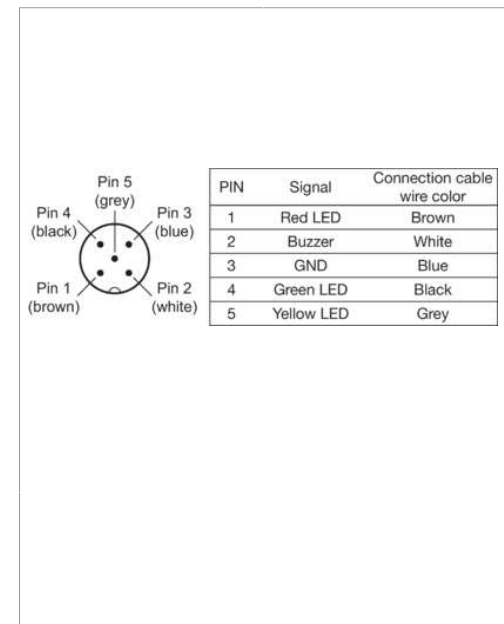 Pin 5
(grey)
Pin 4
(black)
Pin 3
(blue)
Pin 1
(brown)
Pin 2
(white)
PIN Signal Connection cable wire color
1 Red LED Brown
2 Buzzer White
3 GND Blue
4 Green LED Black
5 Yellow LED Grey